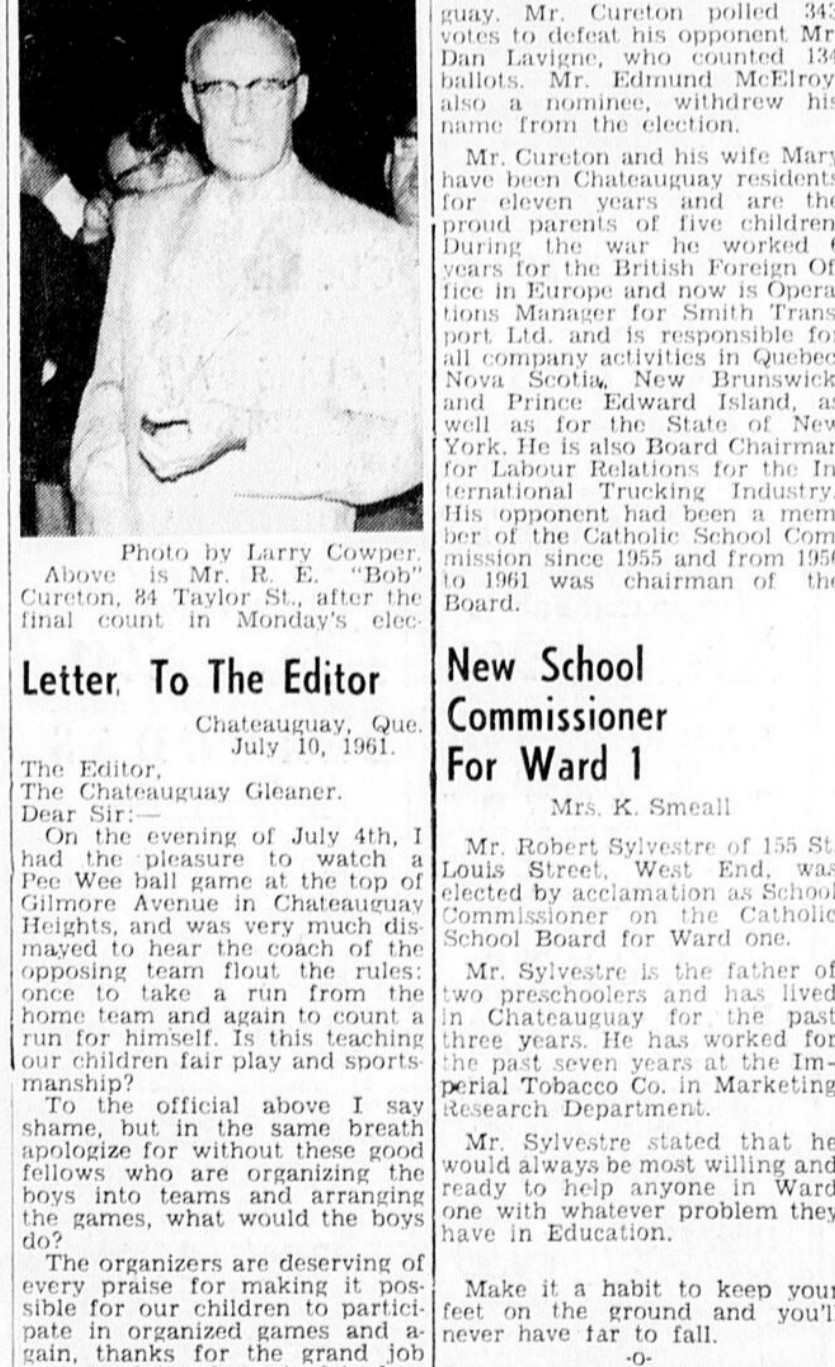 Photo by Larry Cowper.
Above is Mr. R. E. "Bob"
Cureton, 84 Taylor St., after the
final count in Monday's elec-
Letter To The Editor
Chateauguay, Que.
July 10, 1961.
The Editor,
The Chateauguay Gleaner.
Dear Sir:—
On the evening of July 4th, I
had the pleasure to watch a
Pee Wee ball game at the top of
Gilmore Avenue in Chateauguay
Heights, and was very much dis-
mayed to hear the coach of the
opposing team flout the rules:
once to take a run from the
home team and again to count a
run for himself. Is this teaching
our children fair play and sports-
manship?
To the official above I say
shame, but in the same breath
apologize for without these good
fellows who are organizing the
boys into teams and arranging
the games, what would the boys
do?
The organizers are deserving of
every praise for making it pos-
sible for our children to partici-
pate in organized games and a-
gain, thanks for the grand job
guay. Mr. Cureton polled 343
votes to defeat his opponent Mr
Dan Lavigne, who counted 134
ballots. Mr. Edmund McElroy
also a nominee, withdrew his
name from the election.
Mr. Cureton and his wife Mary
have been Chateauguay residents
for eleven years and are the
proud parents of five children
During the war he worked
years for the British Foreign Of
fice in Europe and now is Opera
tions Manager for Smith Trans
port Ltd. and is responsible for
all company activities in Quebec
Nova Scotia, New Brunswick
and Prince Edward Island, as
well as for the State of New
York. He is also Board Chairman
for Labour Relations for the In
ternational Trucking Industry.
His opponent had been a mem
ber of the Catholic School Com
mission since 1955 and from 1956
to 1961 was chairman of the
Board.
New School
Commissioner
For Ward 1
Mrs. K. Smeall
Mr. Robert Sylvestre of 155 St.
Louis Street, West End, was
elected by acclamation as School
Commissioner on the Catholic
School Board for Ward one.
Mr. Sylvestre is the father of
two preschoolers and has lived
in Chateauguay for the past
three years. He has worked for
the past seven years at the Im-
perial Tobacco Co. in Marketing
Research Department.
Mr. Sylvestre stated that he
would always be most willing and
ready to help anyone in Ward
one with whatever problem they
have in Education.
Make it a habit to keep your
feet on the ground and you'll
never have far to fall.
-o-